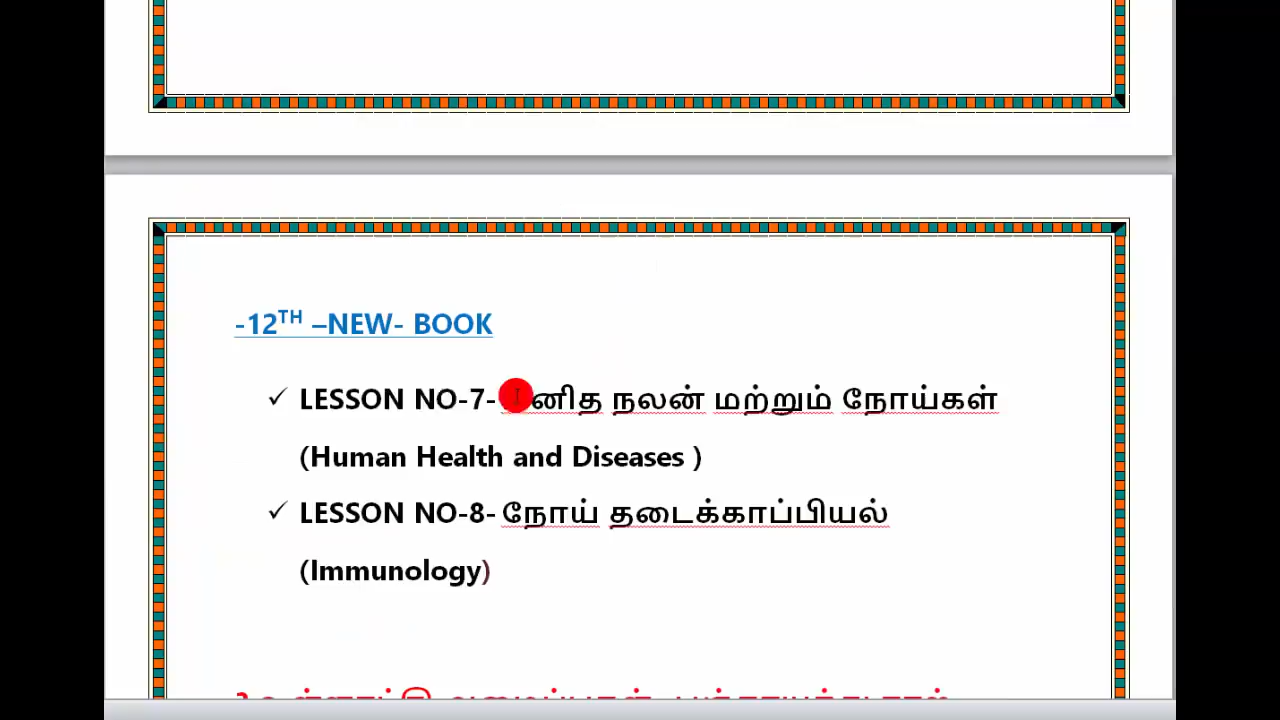 -12TH –NEW- BOOK
✓ LESSON NO-7- னித நலன் மற்றும் நோய்கள்
(Human Health and Diseases )
✓ LESSON NO-8- நோய் தடைக்காப்பியல்
(Immunology)